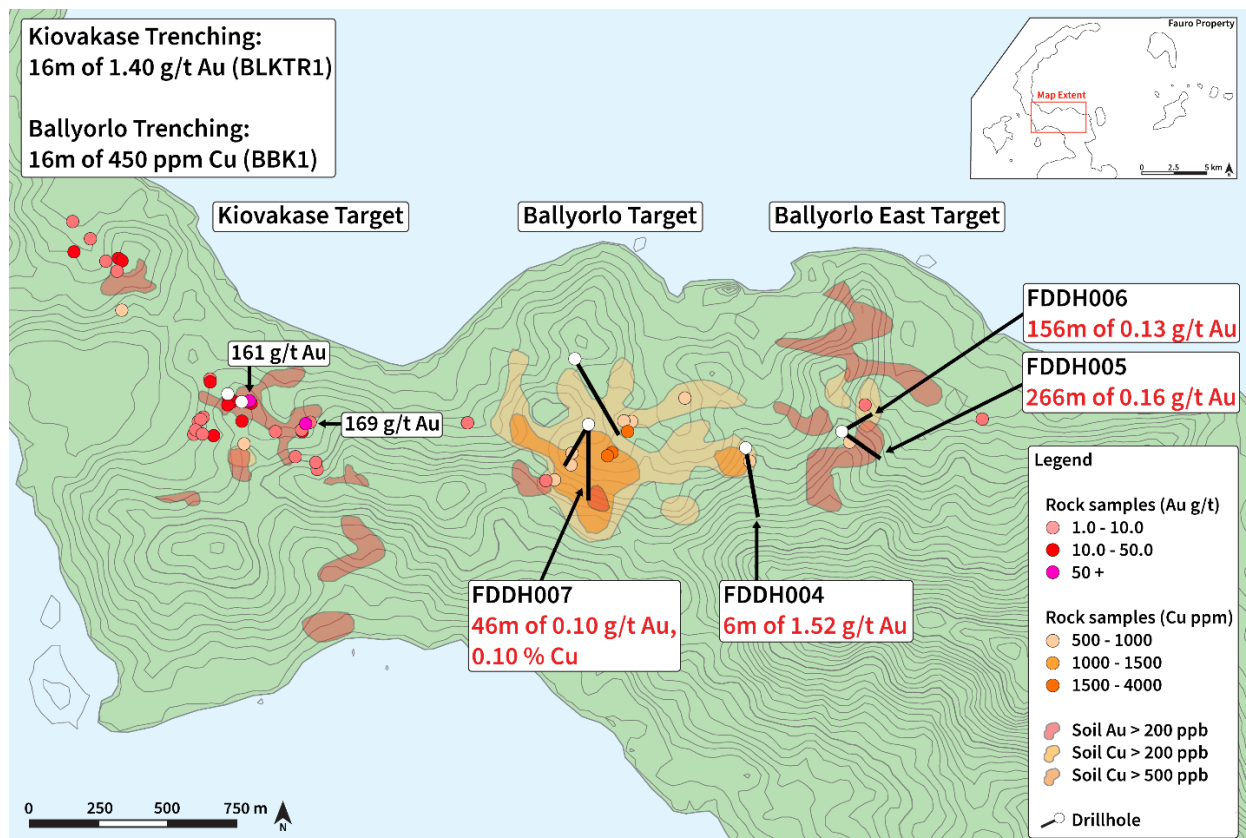 Kiovakase Trenching:
16m of 1.40 g/t Au (BLKTR1)
Ballyorlo Trenching:
16m of 450 ppm Cu (BBK1)
Fauro Property
Map Extent
0 2.5 5 km
N
Kiovakase Target
Ballyorlo Target
Ballyorlo East Target
FDDH006
156m of 0.13 g/t Au
161 g/t Au
FDDH005
266m of 0.16 g/t Au
169 g/t Au
FDDH007
46m of 0.10 g/t Au,
0.10 % Cu
FDDH004
6m of 1.52 g/t Au
Legend
Rock samples (Au g/t)
1.0 - 10.0
10.0 - 50.0
50 +
Rock samples (Cu ppm)
500 - 1000
1000 - 1500
1500 - 4000
Soil Au > 200 ppb
Soil Cu > 200 ppb
Soil Cu > 500 ppb
Drillhole
0 250 500 750 m
N